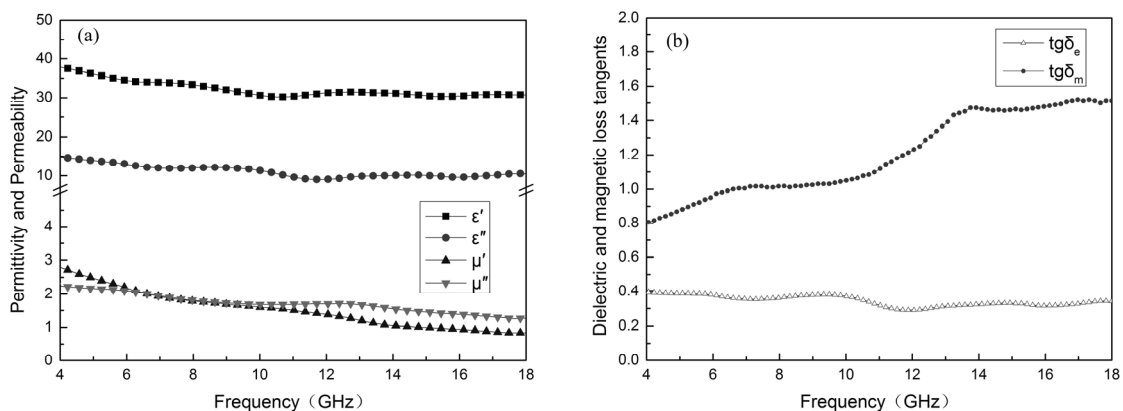 (a)
Permittivity and Permeability
50
40
30
20
10
4
3
2
1
0
ε′
ε″
μ′
μ″
4 6 8 10 12 14 16 18
Frequency（GHz）
(b)
Dielectric and magnetic loss tangents
2.0
1.8
1.6
1.4
1.2
1.0
0.8
0.6
0.4
0.2
0.0
tgδe
tgδm
4 6 8 10 12 14 16 18
Frequency（GHz）